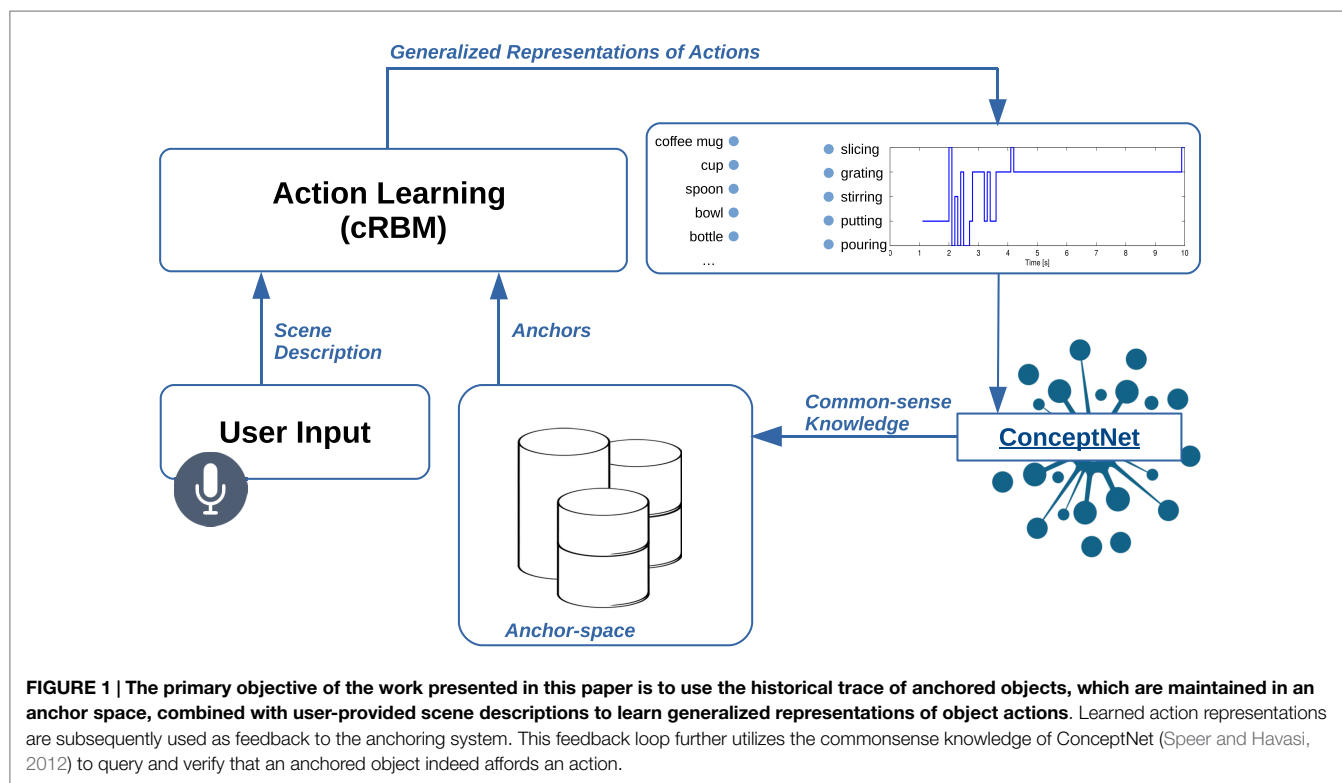 Generalized Representations of Actions
Action Learning
(cRBM)
coffee mug
cup
spoon
bowl
bottle
...
slicing
grating
stirring
putting
pouring
0 1 2 3 4 5 6 7 8 9 10
Time [s]
Scene
Description
Anchors
User Input
Common-sense
Knowledge
ConceptNet
Anchor-space
FIGURE 1 | The primary objective of the work presented in this paper is to use the historical trace of anchored objects, which are maintained in an
anchor space, combined with user-provided scene descriptions to learn generalized representations of object actions. Learned action representations
are subsequently used as feedback to the anchoring system. This feedback loop further utilizes the commonsense knowledge of ConceptNet (Speer and Havasi,
2012) to query and verify that an anchored object indeed affords an action.